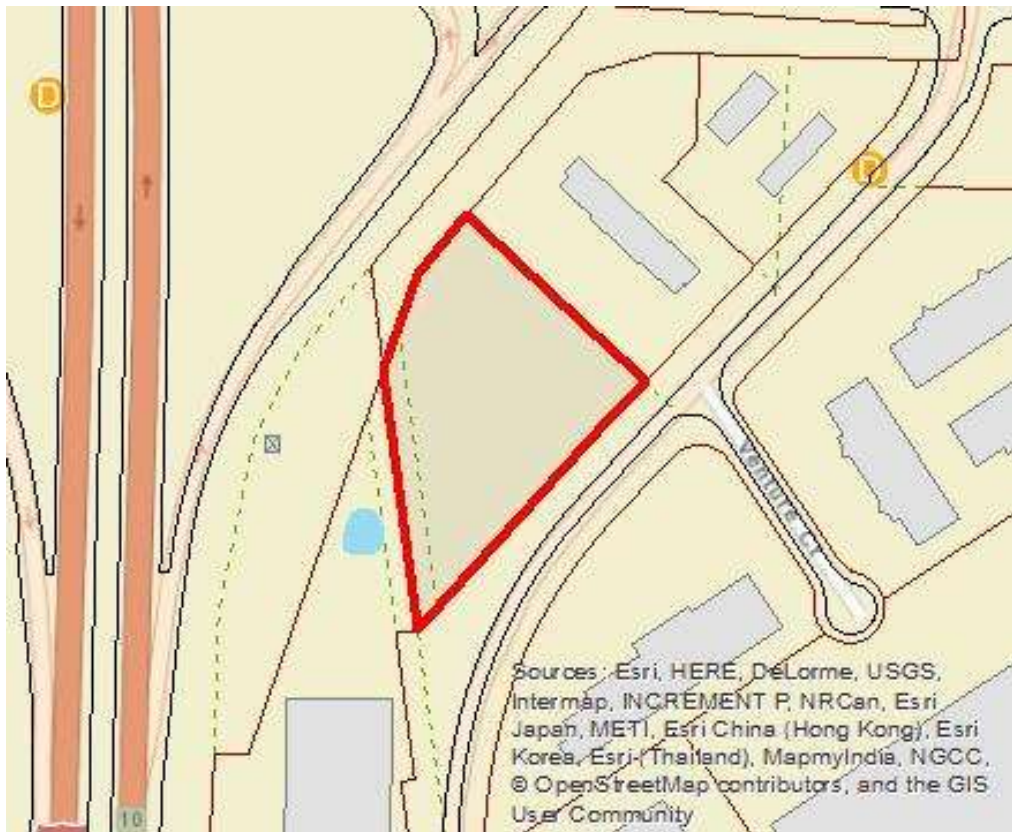 D
D
Venture Ct
10
Sources: Esri, HERE, DeLorme, USGS,
Intermap, INCREMENT P, NRCan, Esri
Japan, METI, Esri China (Hong Kong), Esri
Korea, Esri (Thailand), MapmyIndia, NGCC,
© OpenStreetMap contributors, and the GIS
User Community